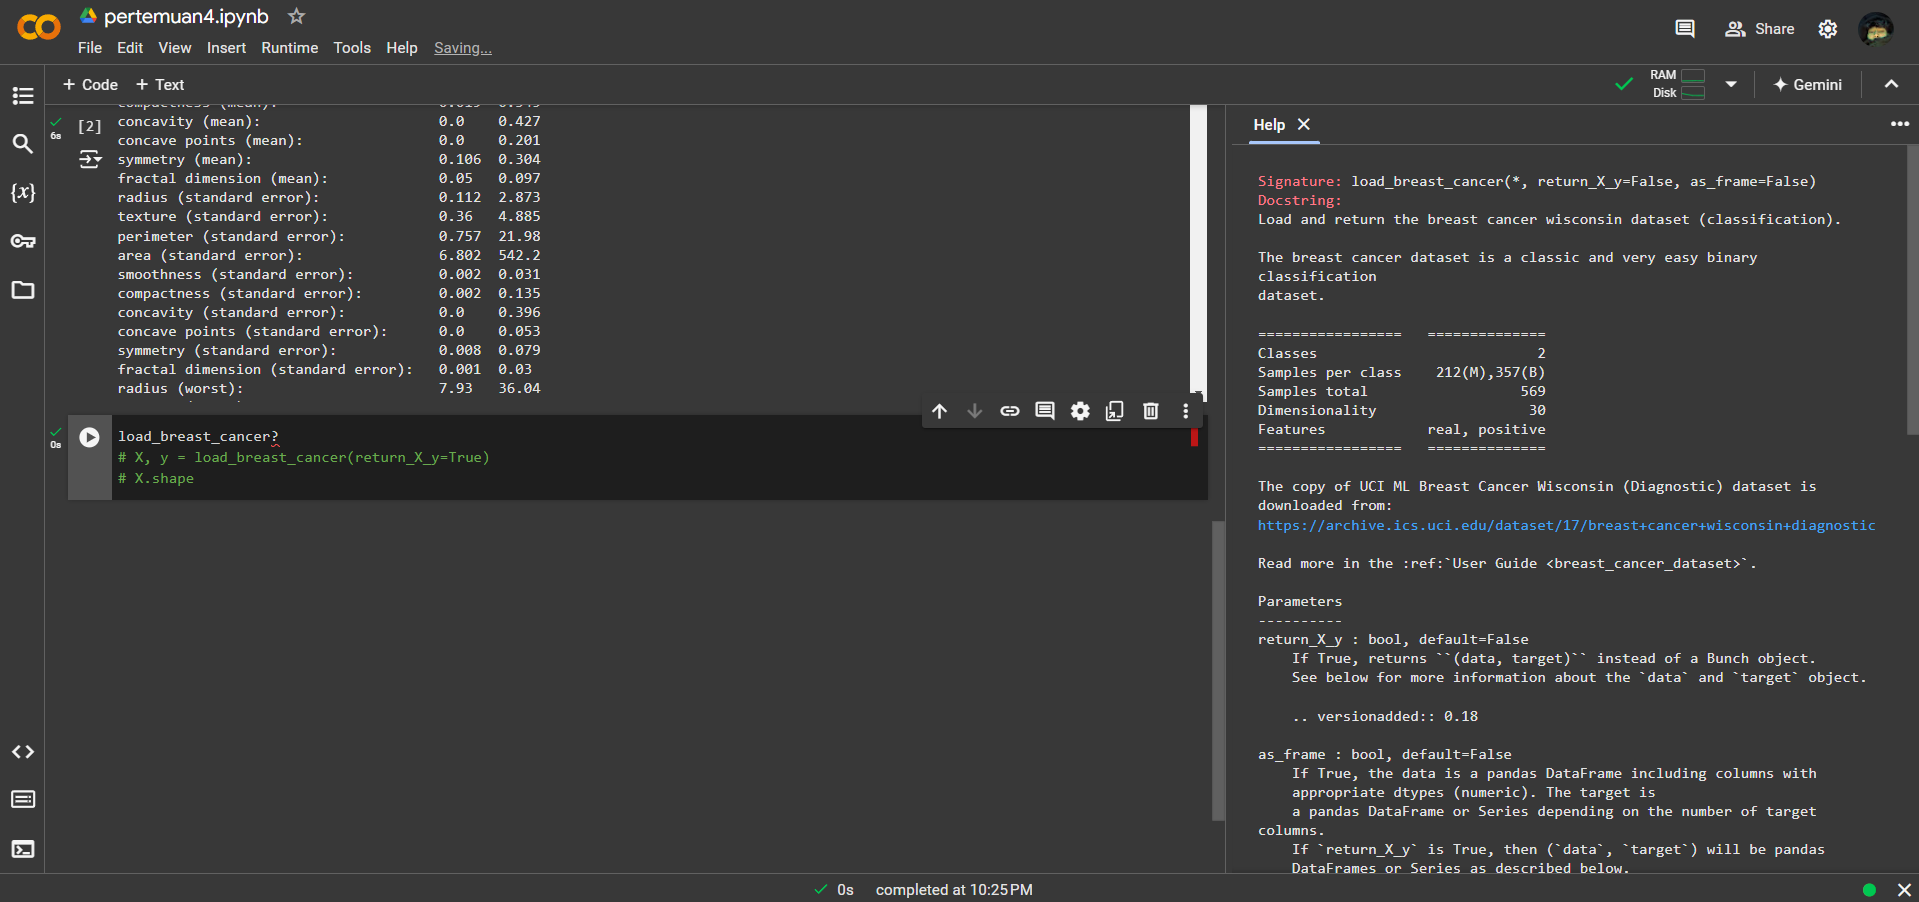 pertemuan4.ipynb
File Edit View Insert Runtime Tools Help Saving...
Share
+ Code + Text
RAM
Disk
Gemini
6s
[2]
concavity (mean): 0.0 0.427
concave points (mean): 0.0 0.201
symmetry (mean): 0.106 0.304
fractal dimension (mean): 0.05 0.097
radius (standard error): 0.112 2.873
texture (standard error): 0.36 4.885
perimeter (standard error): 0.757 21.98
area (standard error): 6.802 542.2
smoothness (standard error): 0.002 0.031
compactness (standard error): 0.002 0.135
concavity (standard error): 0.0 0.396
concave points (standard error): 0.0 0.053
symmetry (standard error): 0.008 0.079
fractal dimension (standard error): 0.001 0.03
radius (worst): 7.93 36.04
0s
load_breast_cancer?
# X, y = load_breast_cancer(return_X_y=True)
# X.shape
Help
Signature: load_breast_cancer(*, return_X_y=False, as_frame=False)
Docstring:
Load and return the breast cancer wisconsin dataset (classification).
The breast cancer dataset is a classic and very easy binary
classification
dataset.
================= ==============
Classes 2
Samples per class 212(M),357(B)
Samples total 569
Dimensionality 30
Features real, positive
================= ==============
The copy of UCI ML Breast Cancer Wisconsin (Diagnostic) dataset is
downloaded from:
https://archive.ics.uci.edu/dataset/17/breast+cancer+wisconsin+diagnostic
Read more in the :ref:`User Guide <breast_cancer_dataset>`.
Parameters
----------
return_X_y : bool, default=False
If True, returns ``(data, target)`` instead of a Bunch object.
See below for more information about the `data` and `target` object.
.. versionadded:: 0.18
as_frame : bool, default=False
If True, the data is a pandas DataFrame including columns with
appropriate dtypes (numeric). The target is
a pandas DataFrame or Series depending on the number of target
columns.
If `return_X_y` is True, then (`data`, `target`) will be pandas
DataFrames or Series as described below.
0s completed at 10:25 PM